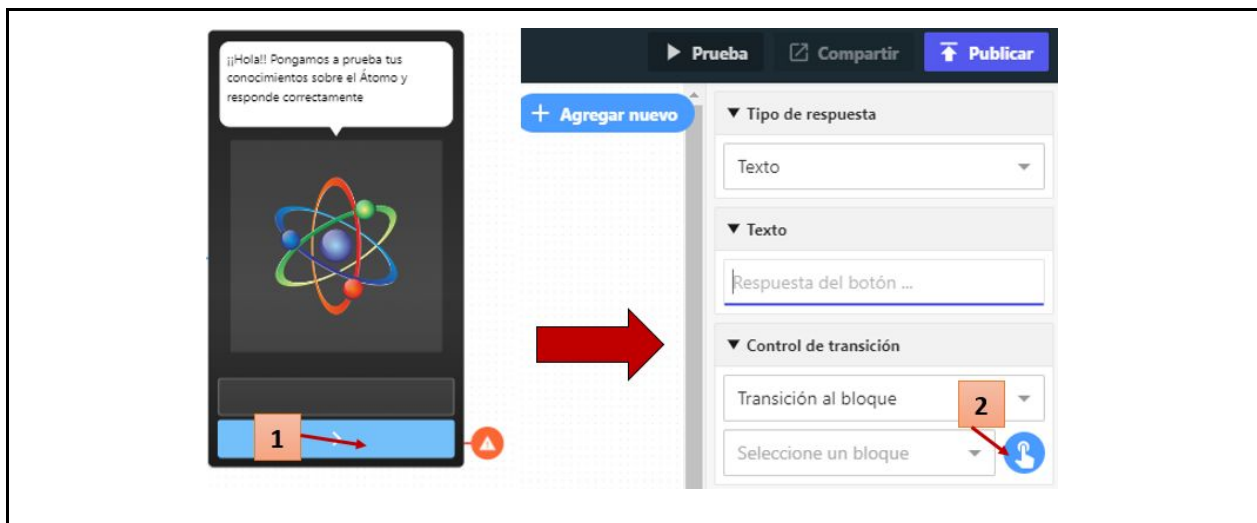 ¡¡Hola!! Pongamos a prueba tus
conocimientos sobre el Átomo y
responde correctamente
1
Prueba
Compartir
Publicar
+ Agregar nuevo
Tipo de respuesta
Texto
Texto
Respuesta del botón ...
Control de transición
Transición al bloque
2
Seleccione un bloque